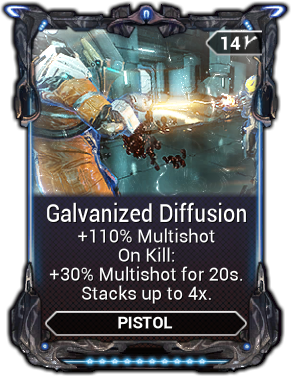 14
Galvanized Diffusion
+110% Multishot
On Kill:
+30% Multishot for 20s.
Stacks up to 4x.
PISTOL